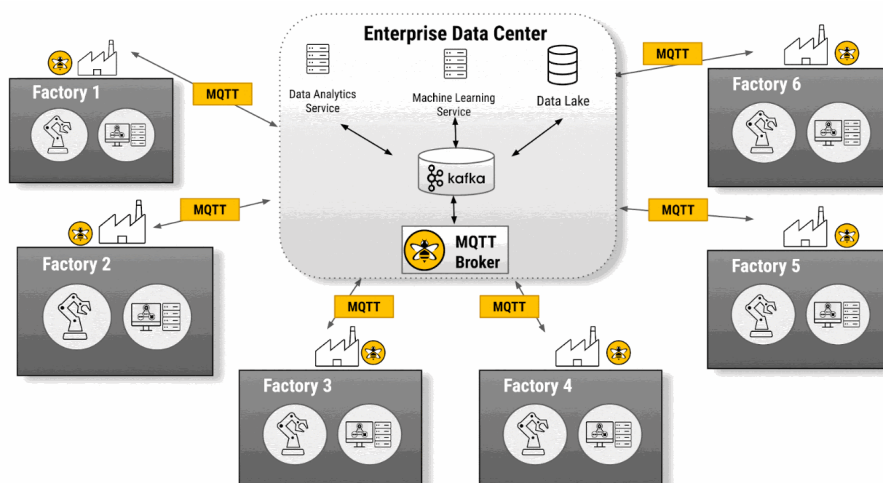 Enterprise Data Center
Data Analytics
Service
Machine Learning
Service
Data Lake
kafka
MQTT
Broker
MQTT
Factory 1
MQTT
Factory 2
MQTT
Factory 3
MQTT
Factory 4
MQTT
Factory 5
MQTT
Factory 6